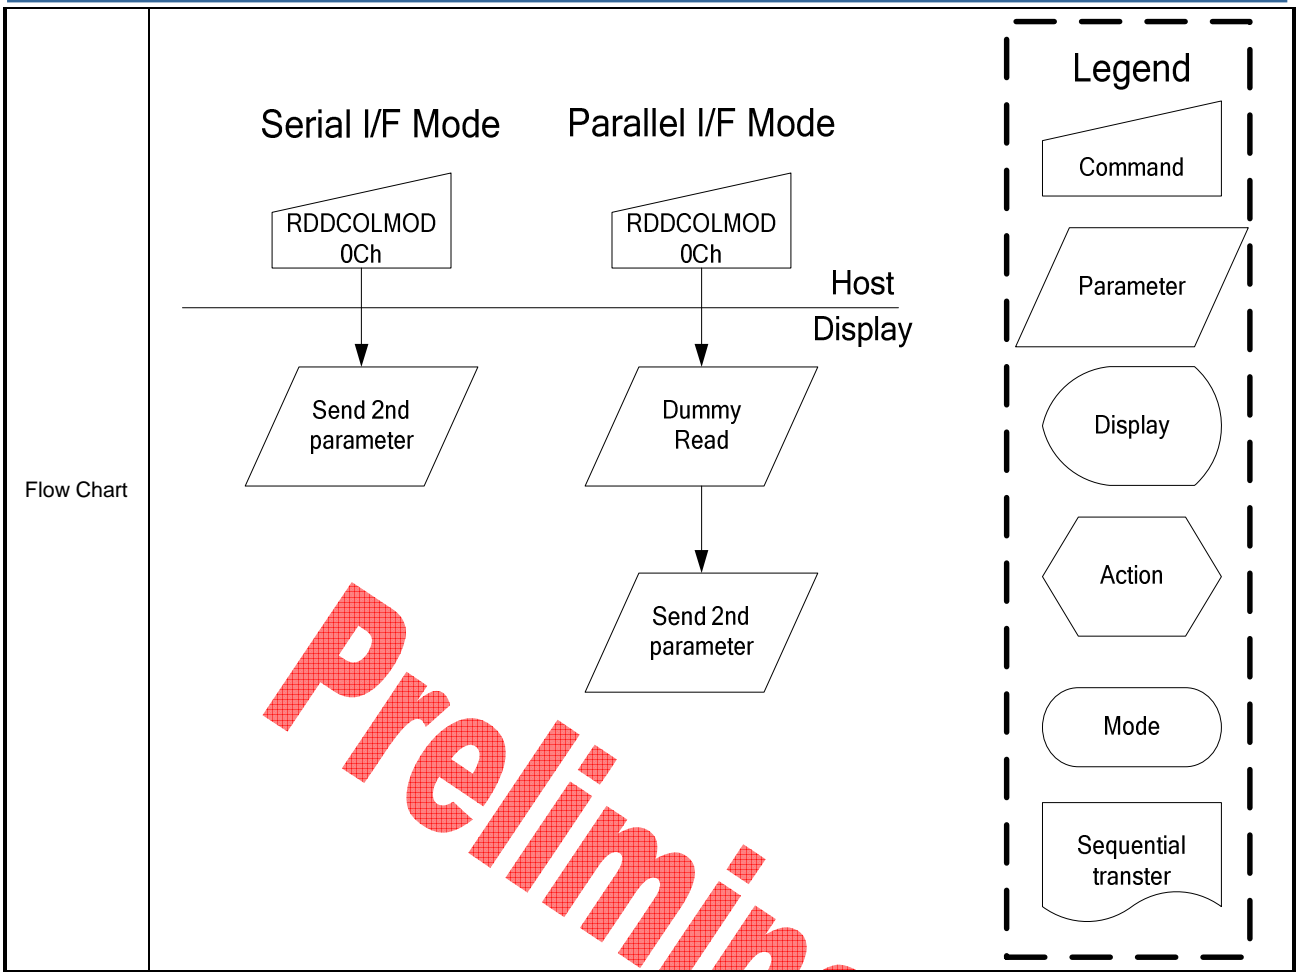 Flow Chart
Serial I/F Mode
RDDCOLMOD
0Ch
Send 2nd
parameter
Parallel I/F Mode
RDDCOLMOD
0Ch
Host
Display
Dummy
Read
Send 2nd
parameter
Legend
Command
Parameter
Display
Action
Mode
Sequential
transter